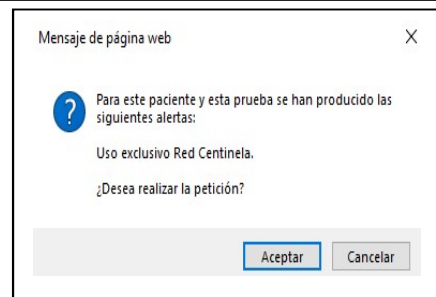 Mensaje de página web
Para este paciente y esta prueba se han producido las
siguientes alertas:
Uso exclusivo Red Centinela.
¿Desea realizar la petición?
Aceptar Cancelar